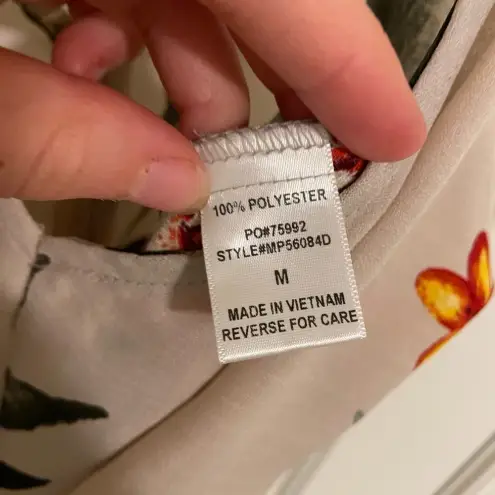 100% POLYESTER
PO#75992
STYLE#MP56084D
M
MADE IN VIETNAM
REVERSE FOR CARE